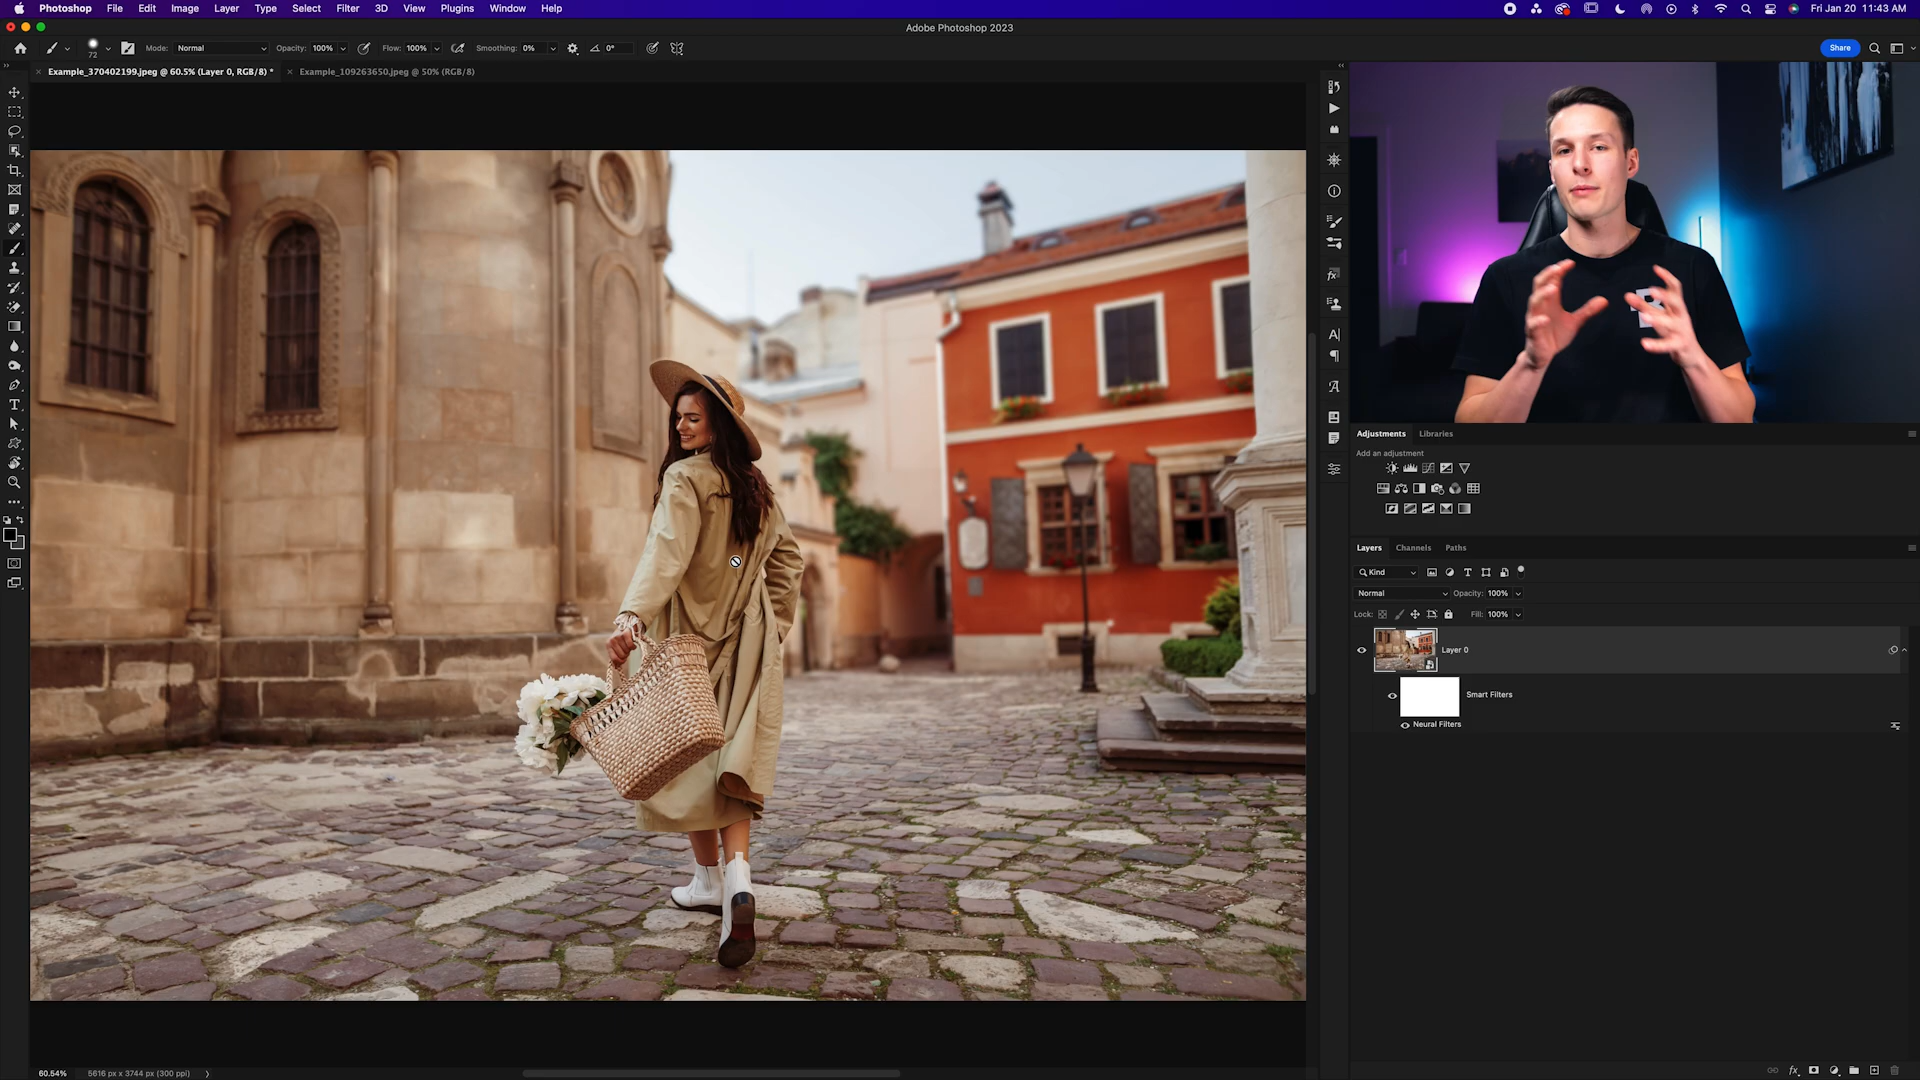 Photoshop File Edit Image Layer Type Select Filter 3D View Plugins Window Help Fri Jan 20 11:43 AM
Adobe Photoshop 2023
72 Mode: Normal Opacity: 100% Flow: 100% Smoothing: 0% 0° Share
Example_370402199.jpeg @ 60.5% (Layer 0, RGB/8) * Example_109263650.jpeg @ 50% (RGB/8)
Adjustments Libraries
Add an adjustment
Layers Channels Paths
Kind
Normal Opacity: 100%
Lock: Fill: 100%
Layer 0
Smart Filters
Neural Filters
60.54% 5616 px x 3744 px (300 ppi)